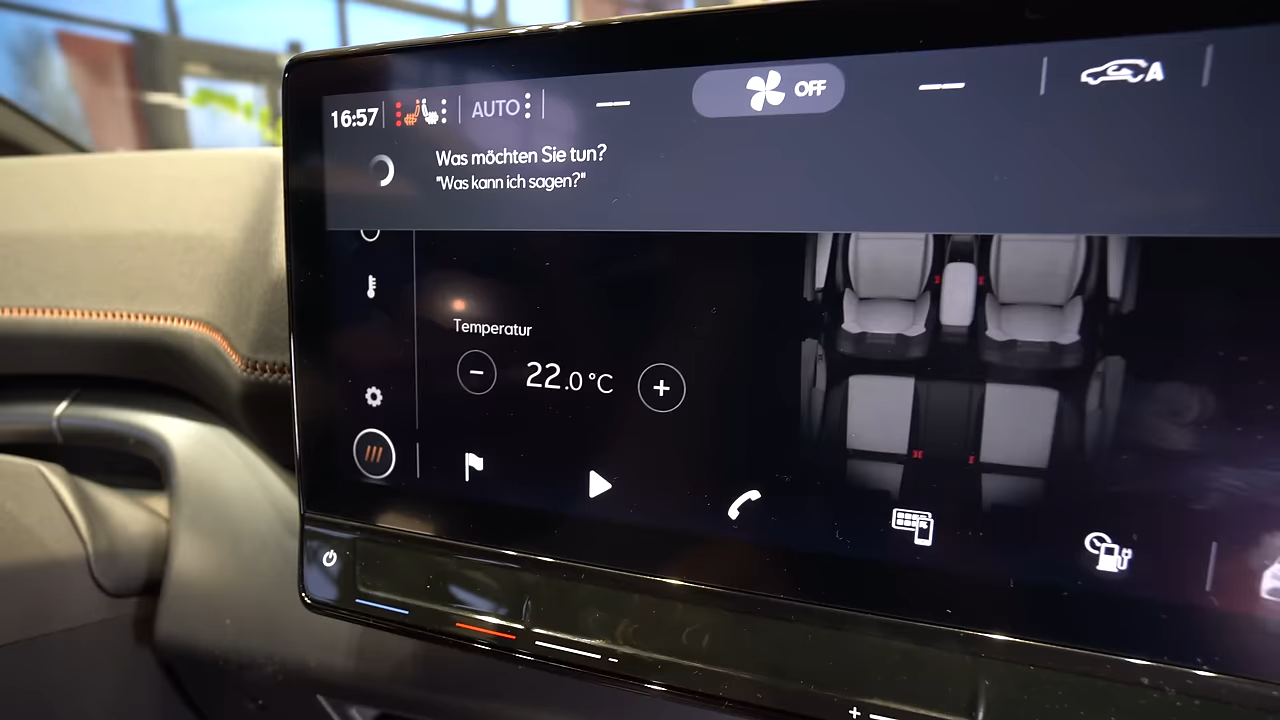 16:57 AUTO OFF A
Was möchten Sie tun?
"Was kann ich sagen?"
Temperatur
22.0 °C